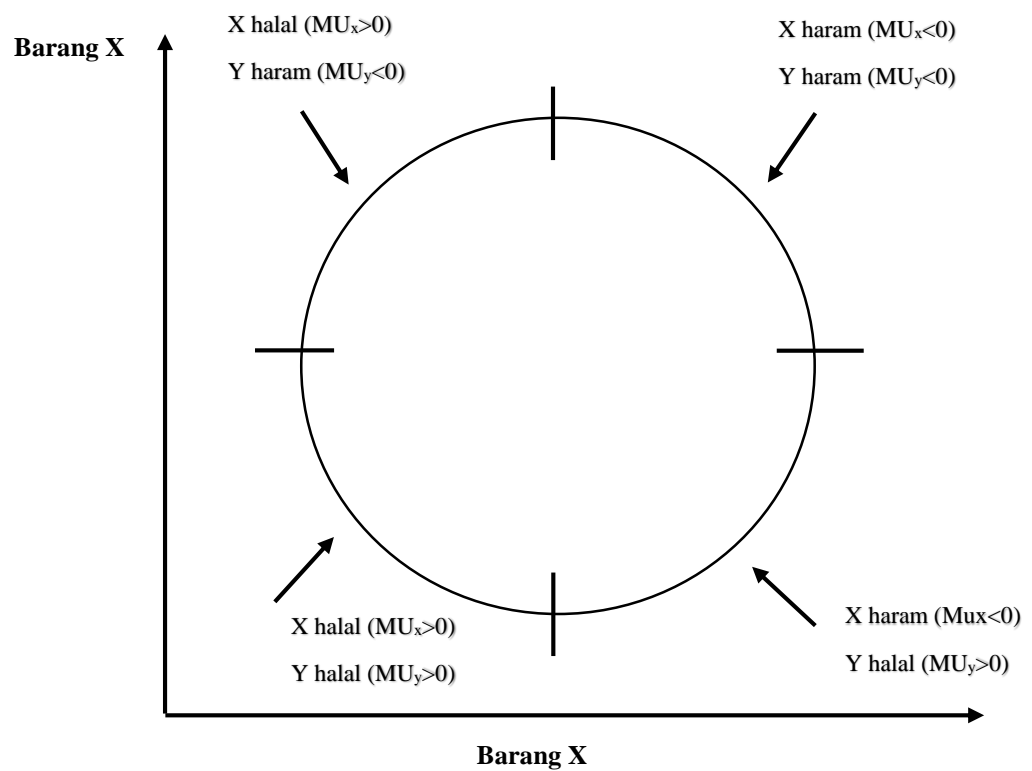 Barang X
X halal (MUx>0)
Y haram (MUy<0)
X haram (MUx<0)
Y haram (MUy<0)
X halal (MUx>0)
Y halal (MUy>0)
X haram (Mux<0)
Y halal (MUy>0)
Barang X